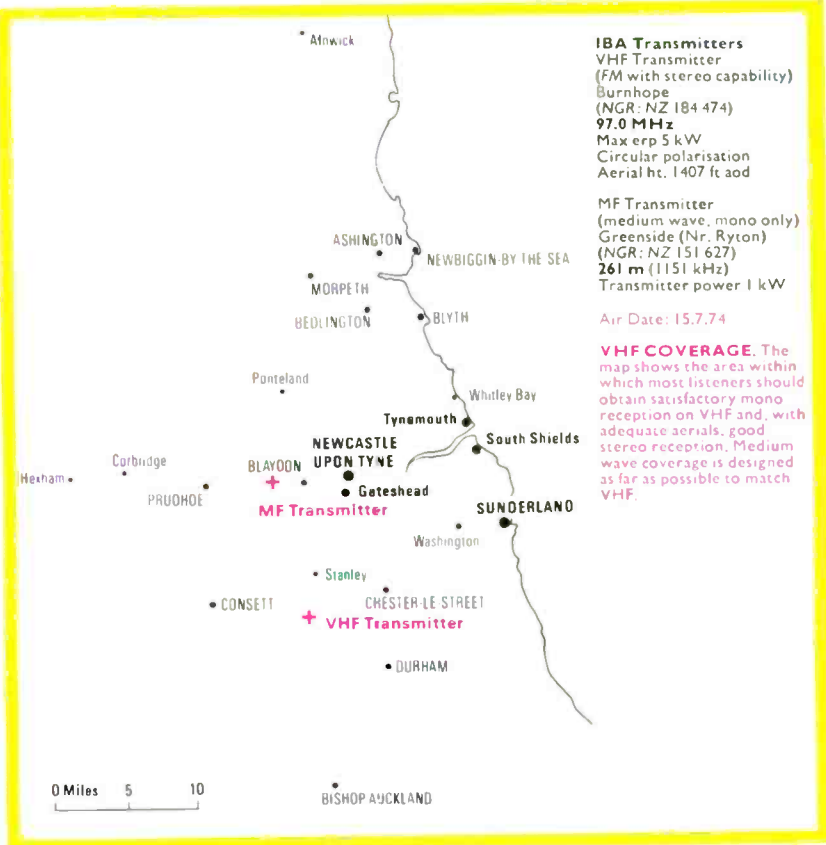 Alnwick
IBA Transmitters
VHF Transmitter
(FM with stereo capability)
Burnhope
(NGR: NZ 184 474)
97.0 MHz
Max erp 5 kW
Circular polarisation
Aerial ht. 1407 ft aod
MF Transmitter
(medium wave, mono only)
Greenside (Nr. Ryton)
(NGR: NZ 151 627)
261 m (1151 kHz)
Transmitter power 1 kW
Air Date: 15.7.74
VHF COVERAGE. The
map shows the area within
which most listeners should
obtain satisfactory mono
reception on VHF and, with
adequate aerials, good
stereo reception. Medium
wave coverage is designed
as far as possible to match
VHF.
ASHINGTON
NEWBIGGIN-BY THE SEA
MORPETH
BEDLINGTON
BLYTH
Ponteland
Whitley Bay
Tynemouth
NEWCASTLE
UPON TYNE
South Shields
Hexham
Corbridge
BLAYDON
PRUDHOE
Gateshead
MF Transmitter
SUNDERLAND
Washington
Stanley
CONSETT
CHESTER-LE-STREET
VHF Transmitter
DURHAM
0 Miles 5 10
BISHOP AUCKLAND